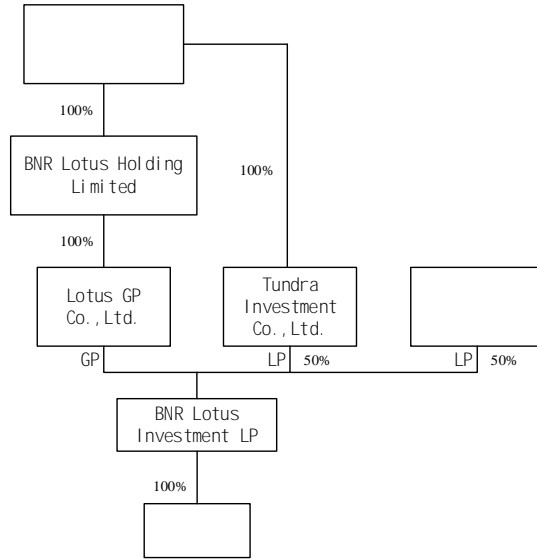 100%
BNR Lotus Holding
Limited
100%
100%
Lotus GP
Co.,Ltd.
Tundra
Investment
Co.,Ltd.
GP
LP 50%
LP 50%
BNR Lotus
Investment LP
100%